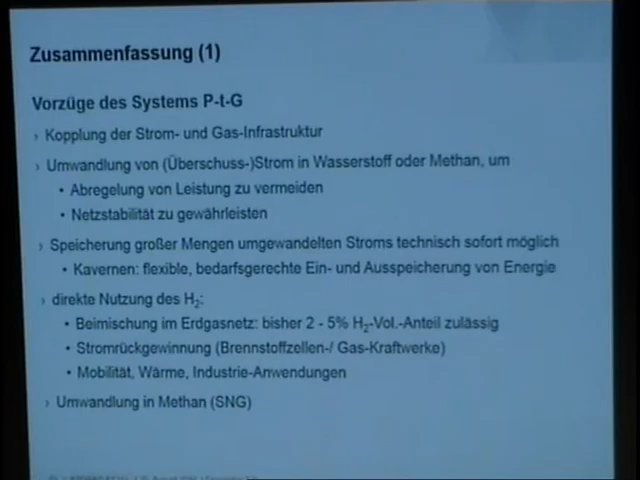 Zusammenfassung (1)
Vorzüge des Systems P-t-G
› Kopplung der Strom- und Gas-Infrastruktur
› Umwandlung von (Überschuss-)Strom in Wasserstoff oder Methan, um
• Abregelung von Leistung zu vermeiden
• Netzstabilität zu gewährleisten
› Speicherung großer Mengen umgewandelten Stroms technisch sofort möglich
• Kavernen: flexible, bedarfsgerechte Ein- und Ausspeicherung von Energie
› direkte Nutzung des H₂:
• Beimischung im Erdgasnetz: bisher 2 - 5% H₂-Vol.-Anteil zulässig
• Stromrückgewinnung (Brennstoffzellen-/ Gas-Kraftwerke)
• Mobilität, Wärme, Industrie-Anwendungen
› Umwandlung in Methan (SNG)